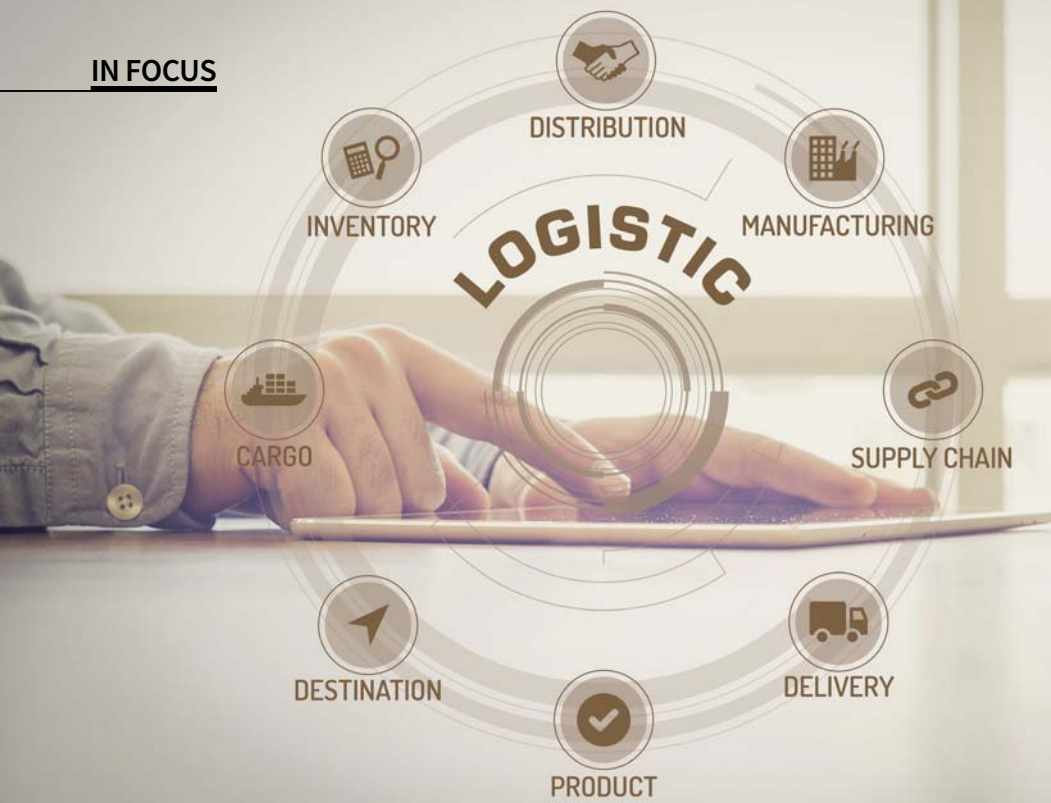 IN FOCUS
DISTRIBUTION
INVENTORY
MANUFACTURING
LOGISTIC
CARGO
SUPPLY CHAIN
DESTINATION
DELIVERY
PRODUCT